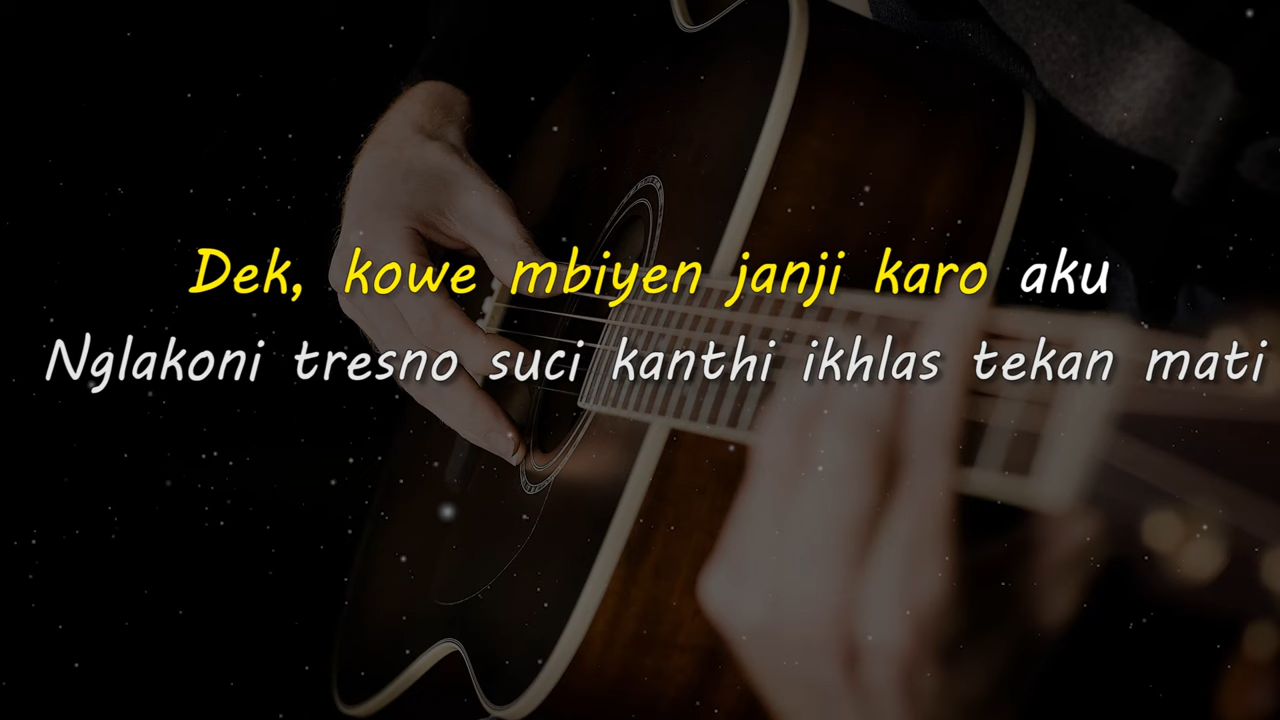 Dek, kowe mbiyen janji karo aku
Nglakoni tresno suci kanthi ikhlas tekan mati